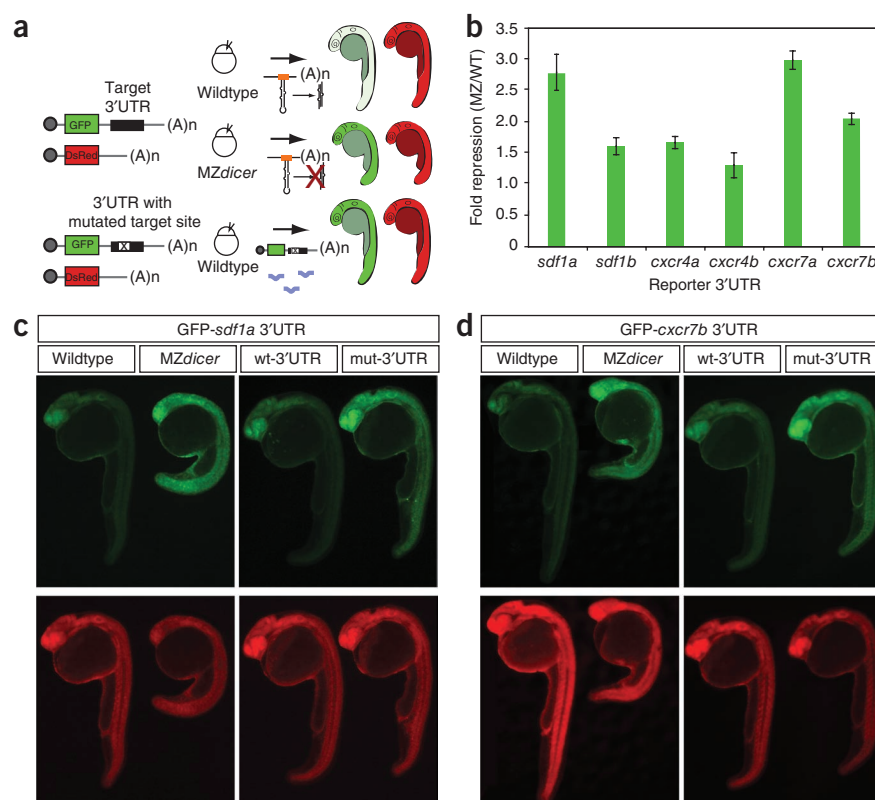 a
Target
3′UTR
GFP
(A)n
DsRed
(A)n
3′UTR with
mutated target site
GFP
X
(A)n
DsRed
(A)n
Wildtype
(A)n
MZdicer
(A)n
Wildtype
X
(A)n
b
Fold repression (MZ/WT)
3.5
3.0
2.5
2.0
1.5
1.0
0.5
0
sdf1a sdf1b cxcr4a cxcr4b cxcr7a cxcr7b
Reporter 3′UTR
c
GFP-sdf1a 3′UTR
Wildtype MZdicer wt-3′UTR mut-3′UTR
d
GFP-cxcr7b 3′UTR
Wildtype MZdicer wt-3′UTR mut-3′UTR